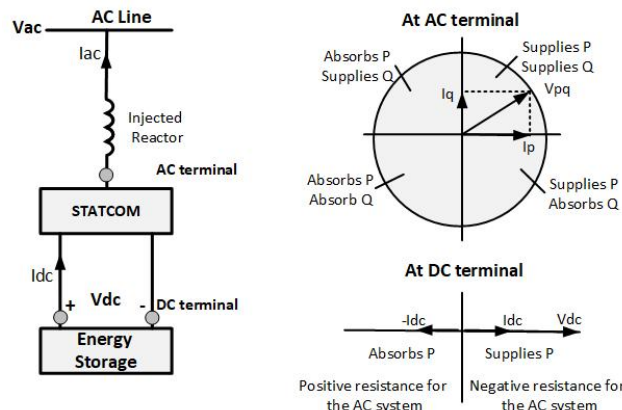 AC Line
Vac
Iac
Injected
Reactor
AC terminal
STATCOM
Idc
Vdc
+
-
DC terminal
Energy
Storage
At AC terminal
Absorbs P
Supplies Q
Supplies P
Supplies Q
Vpq
Iq
Ip
Absorbs P
Absorb Q
Supplies P
Absorbs Q
At DC terminal
-Idc
Idc
Vdc
Absorbs P
Supplies P
Positive resistance for
the AC system
Negative resistance for
the AC system